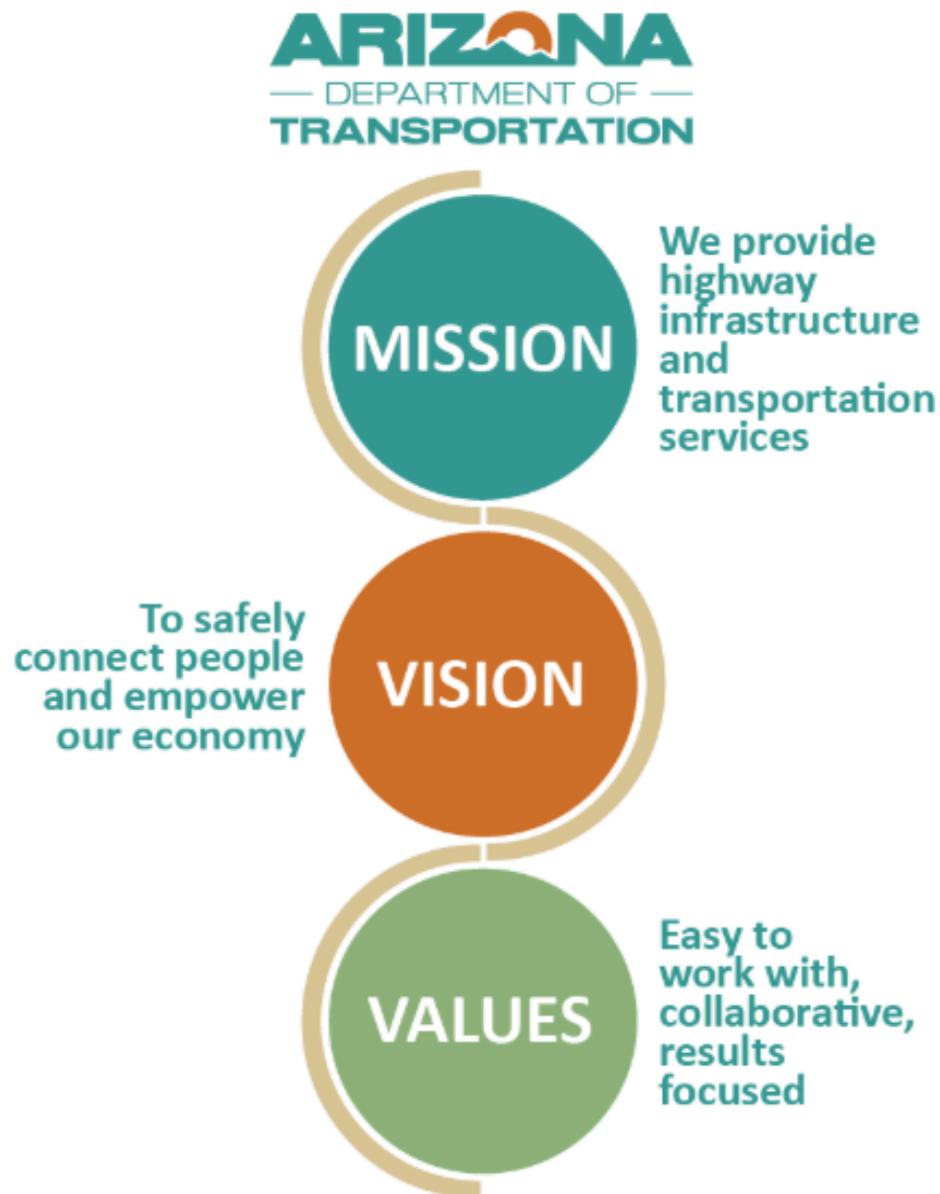 ARIZONA
DEPARTMENT OF
TRANSPORTATION
MISSION
We provide
highway
infrastructure
and
transportation
services
To safely
connect people
and empower
our economy
VISION
VALUES
Easy to
work with,
collaborative,
results
focused